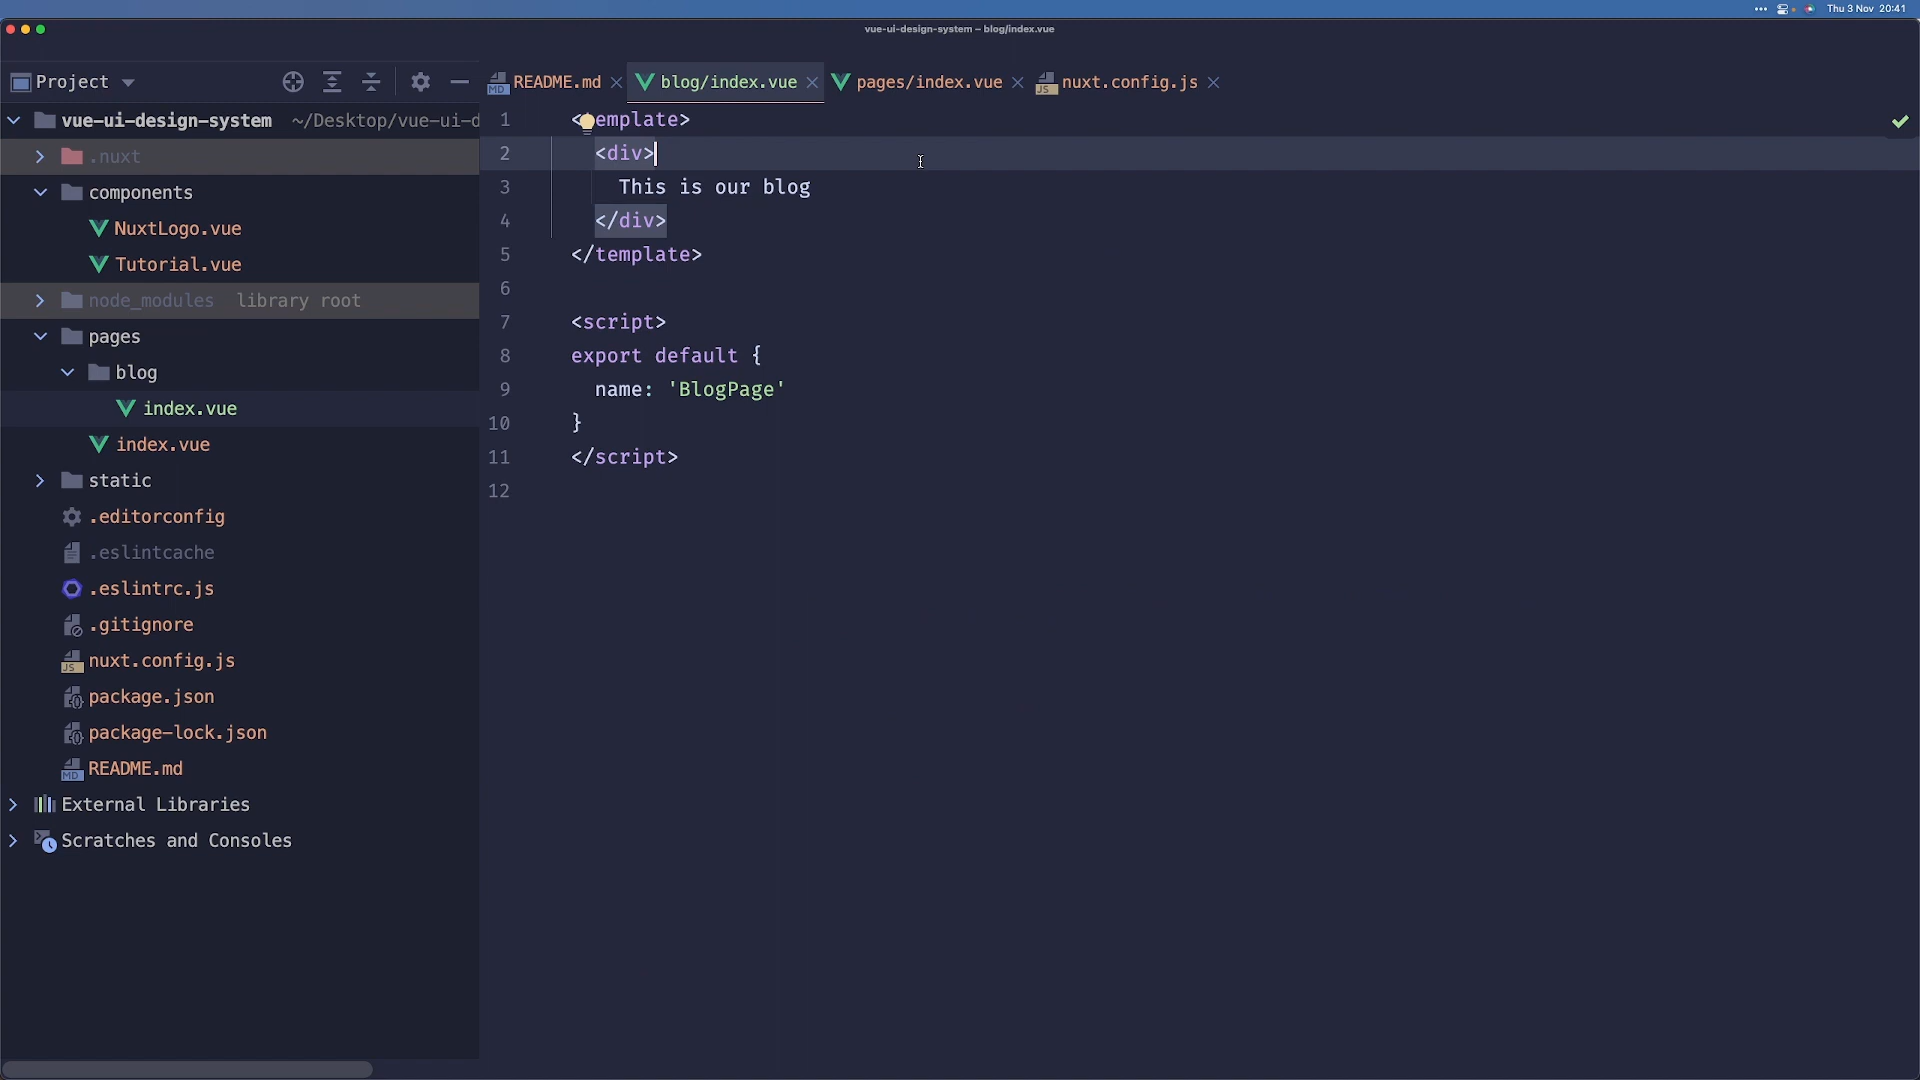 Thu 3 Nov 20:41
vue-ui-design-system – blog/index.vue
Project
README.md
blog/index.vue
pages/index.vue
nuxt.config.js
vue-ui-design-system ~/Desktop/vue-ui-d
.nuxt
components
NuxtLogo.vue
Tutorial.vue
node_modules library root
pages
blog
index.vue
index.vue
static
.editorconfig
.eslintcache
.eslintrc.js
.gitignore
nuxt.config.js
package.json
package-lock.json
README.md
External Libraries
Scratches and Consoles
1 <emplate>
2 <div>
3 This is our blog
4 </div>
5 </template>
6
7 <script>
8 export default {
9 name: 'BlogPage'
10 }
11 </script>
12